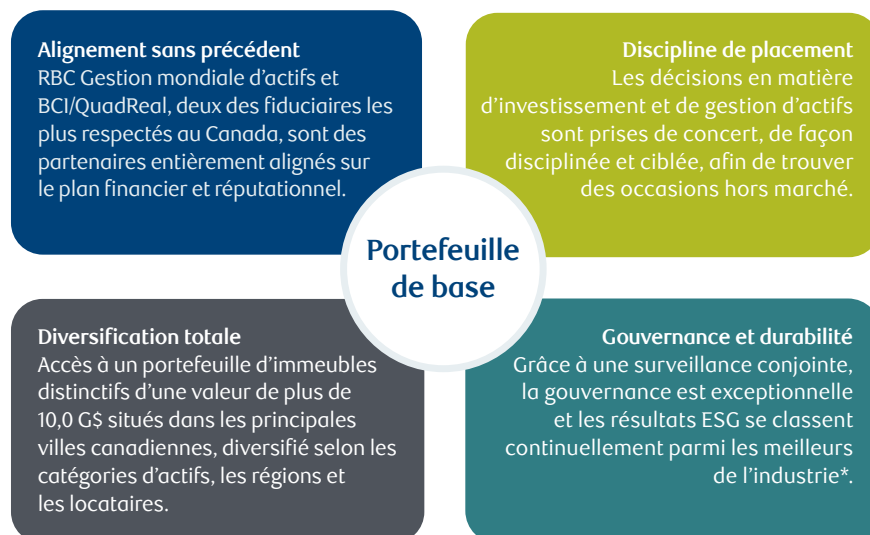 Alignement sans précédent
RBC Gestion mondiale d’actifs et
BCI/QuadReal, deux des fiduciaires les
plus respectés au Canada, sont des
partenaires entièrement alignés sur
le plan financier et réputationnel.
Discipline de placement
Les décisions en matière
d’investissement et de gestion d’actifs
sont prises de concert, de façon
disciplinée et ciblée, afin de trouver
des occasions hors marché.
Portefeuille
de base
Diversification totale
Accès à un portefeuille d’immeubles
distinctifs d’une valeur de plus de
10,0 G$ situés dans les principales
villes canadiennes, diversifié selon les
catégories d’actifs, les régions et
les locataires.
Gouvernance et durabilité
Grâce à une surveillance conjointe,
la gouvernance est exceptionnelle
et les résultats ESG se classent
continuellement parmi les meilleurs
de l’industrie*.